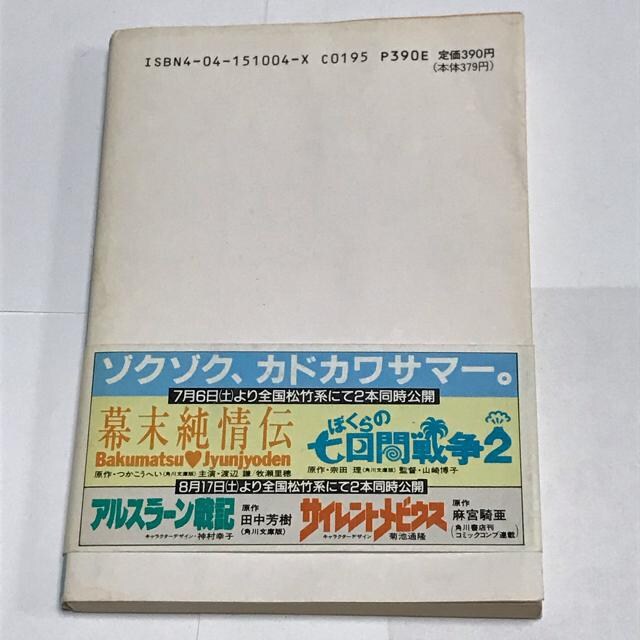 ISBN4-04-151004-X C0195 P390E 定価390円
(本体379円)
ゾクゾク、カドカワサマー。
7月6日(土)より全国松竹系にて2本同時公開
幕末純情伝
Bakumatsu♥Jyunjyoden
原作・つかこうへい(角川文庫版) 主演・渡辺 謙/牧瀬里穂
ぼくらの
七日間戦争2
原作・宗田 理(角川文庫版) 監督・山崎博子
8月17日(土)より全国松竹系にて2本同時公開
アルスラーン戦記
キャラクターデザイン・神村幸子
原作
田中芳樹
(角川文庫版)
サイレントメビウス
キャラクターデザイン 菊池通隆
原作
麻宮騎亜
(角川書店刊
コミックコンプ連載)